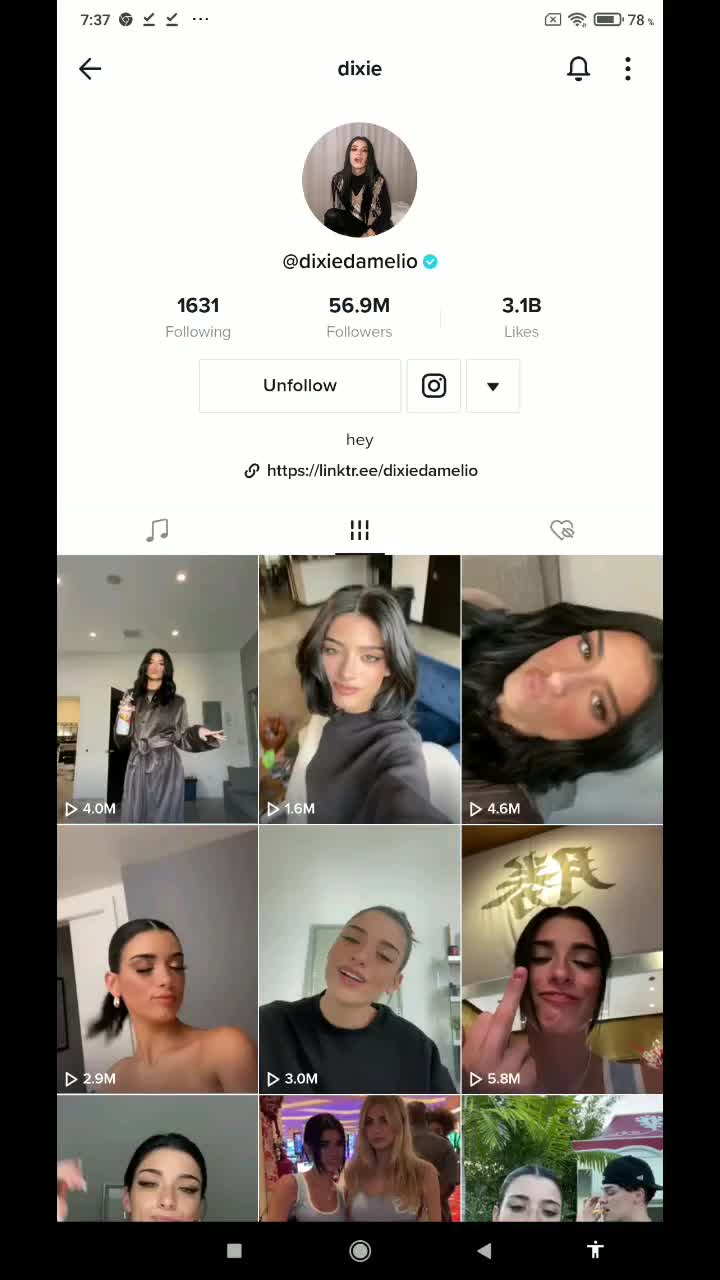 7:37 ... 78 %
dixie
@dixiedamelio
1631 56.9M 3.1B
Following Followers Likes
Unfollow
hey
https://linktr.ee/dixiedamelio
4.0M 1.6M 4.6M
2.9M 3.0M 5.8M